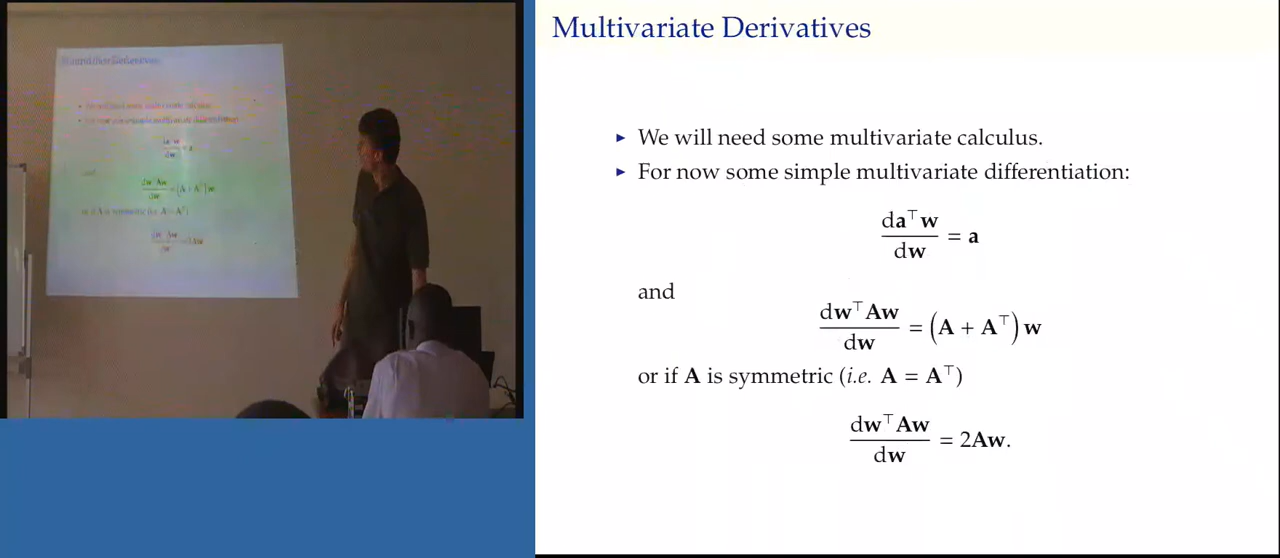 Multivariate Derivatives
▸ We will need some multivariate calculus.
▸ For now some simple multivariate differentiation:
da⊤w/dw = a
and
dw⊤Aw/dw = (A + A⊤) w
or if A is symmetric (i.e. A = A⊤)
dw⊤Aw/dw = 2Aw.